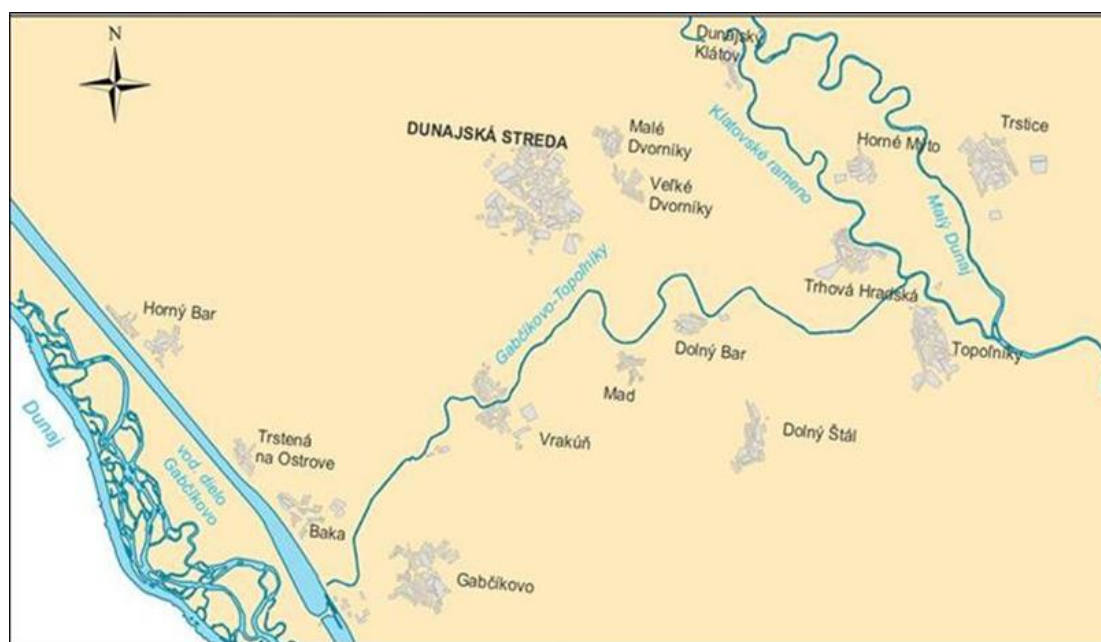 N
Dunajský
Klátov
DUNAJSKÁ STREDA
Malé
Dvorníky
Veľké
Dvorníky
Klatovské rameno
Horné Mýto
Trstice
Malý Dunaj
Gabčíkovo-Topoľníky
Trhová Hradská
Horný Bar
Dolný Bar
Topoľníky
Mad
Dunaj
Trstená
na Ostrove
vod. dielo
Gabčíkovo
Vrakúň
Dolný Štál
Baka
Gabčíkovo